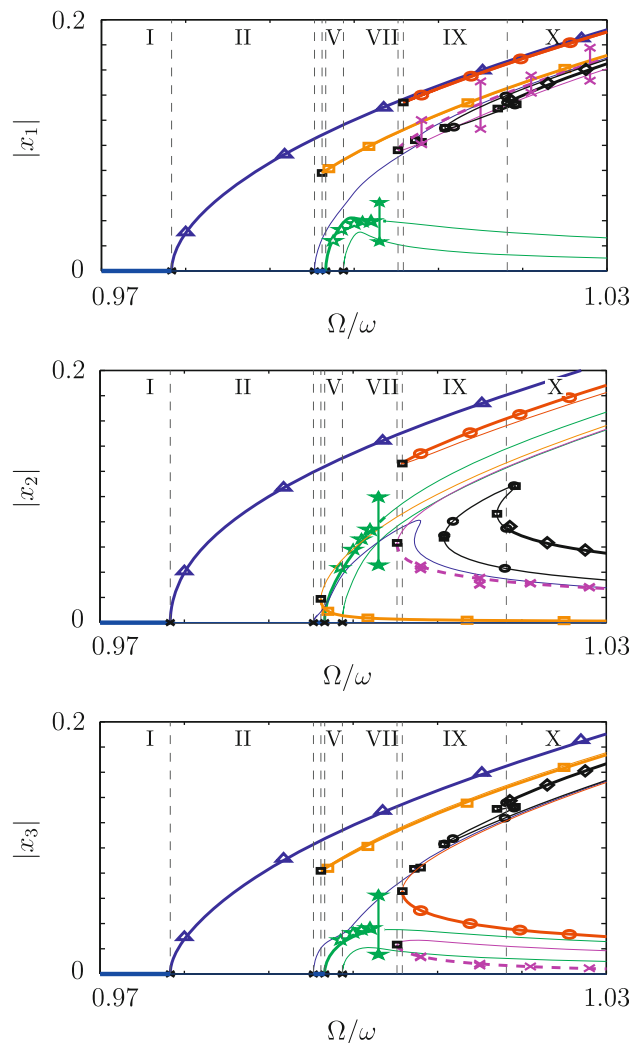 0.2
I II V VII IX X
|x₁|
0
0.97 1.03
Ω/ω
0.2
I II V VII IX X
|x₂|
0
0.97 1.03
Ω/ω
0.2
I II V VII IX X
|x₃|
0
0.97 1.03
Ω/ω